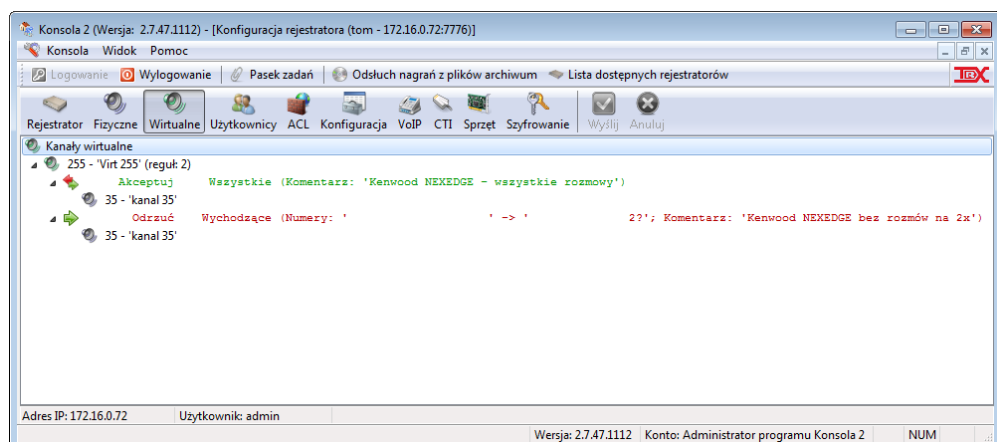 Konsola 2 (Wersja: 2.7.47.1112) - [Konfiguracja rejestratora (tom - 172.16.0.72:7776)]
Konsola Widok Pomoc
Logowanie Wylogowanie Pasek zadań Odsłuch nagrań z plików archiwum Lista dostępnych rejestratorów TRX
Rejestrator Fizyczne Wirtualne Użytkownicy ACL Konfiguracja VoIP CTI Sprzęt Szyfrowanie Wyślij Anuluj
Kanały wirtualne
255 - 'Virt 255' (reguł: 2)
Akceptuj Wszystkie (Komentarz: 'Kenwood NEXEDGE - wszystkie rozmowy')
35 - 'kanal 35'
Odrzuć Wychodzące (Numery: ' ' -> ' 2?'; Komentarz: 'Kenwood NEXEDGE bez rozmów na 2x')
35 - 'kanal 35'
Adres IP: 172.16.0.72 Użytkownik: admin
Wersja: 2.7.47.1112 Konto: Administrator programu Konsola 2 NUM